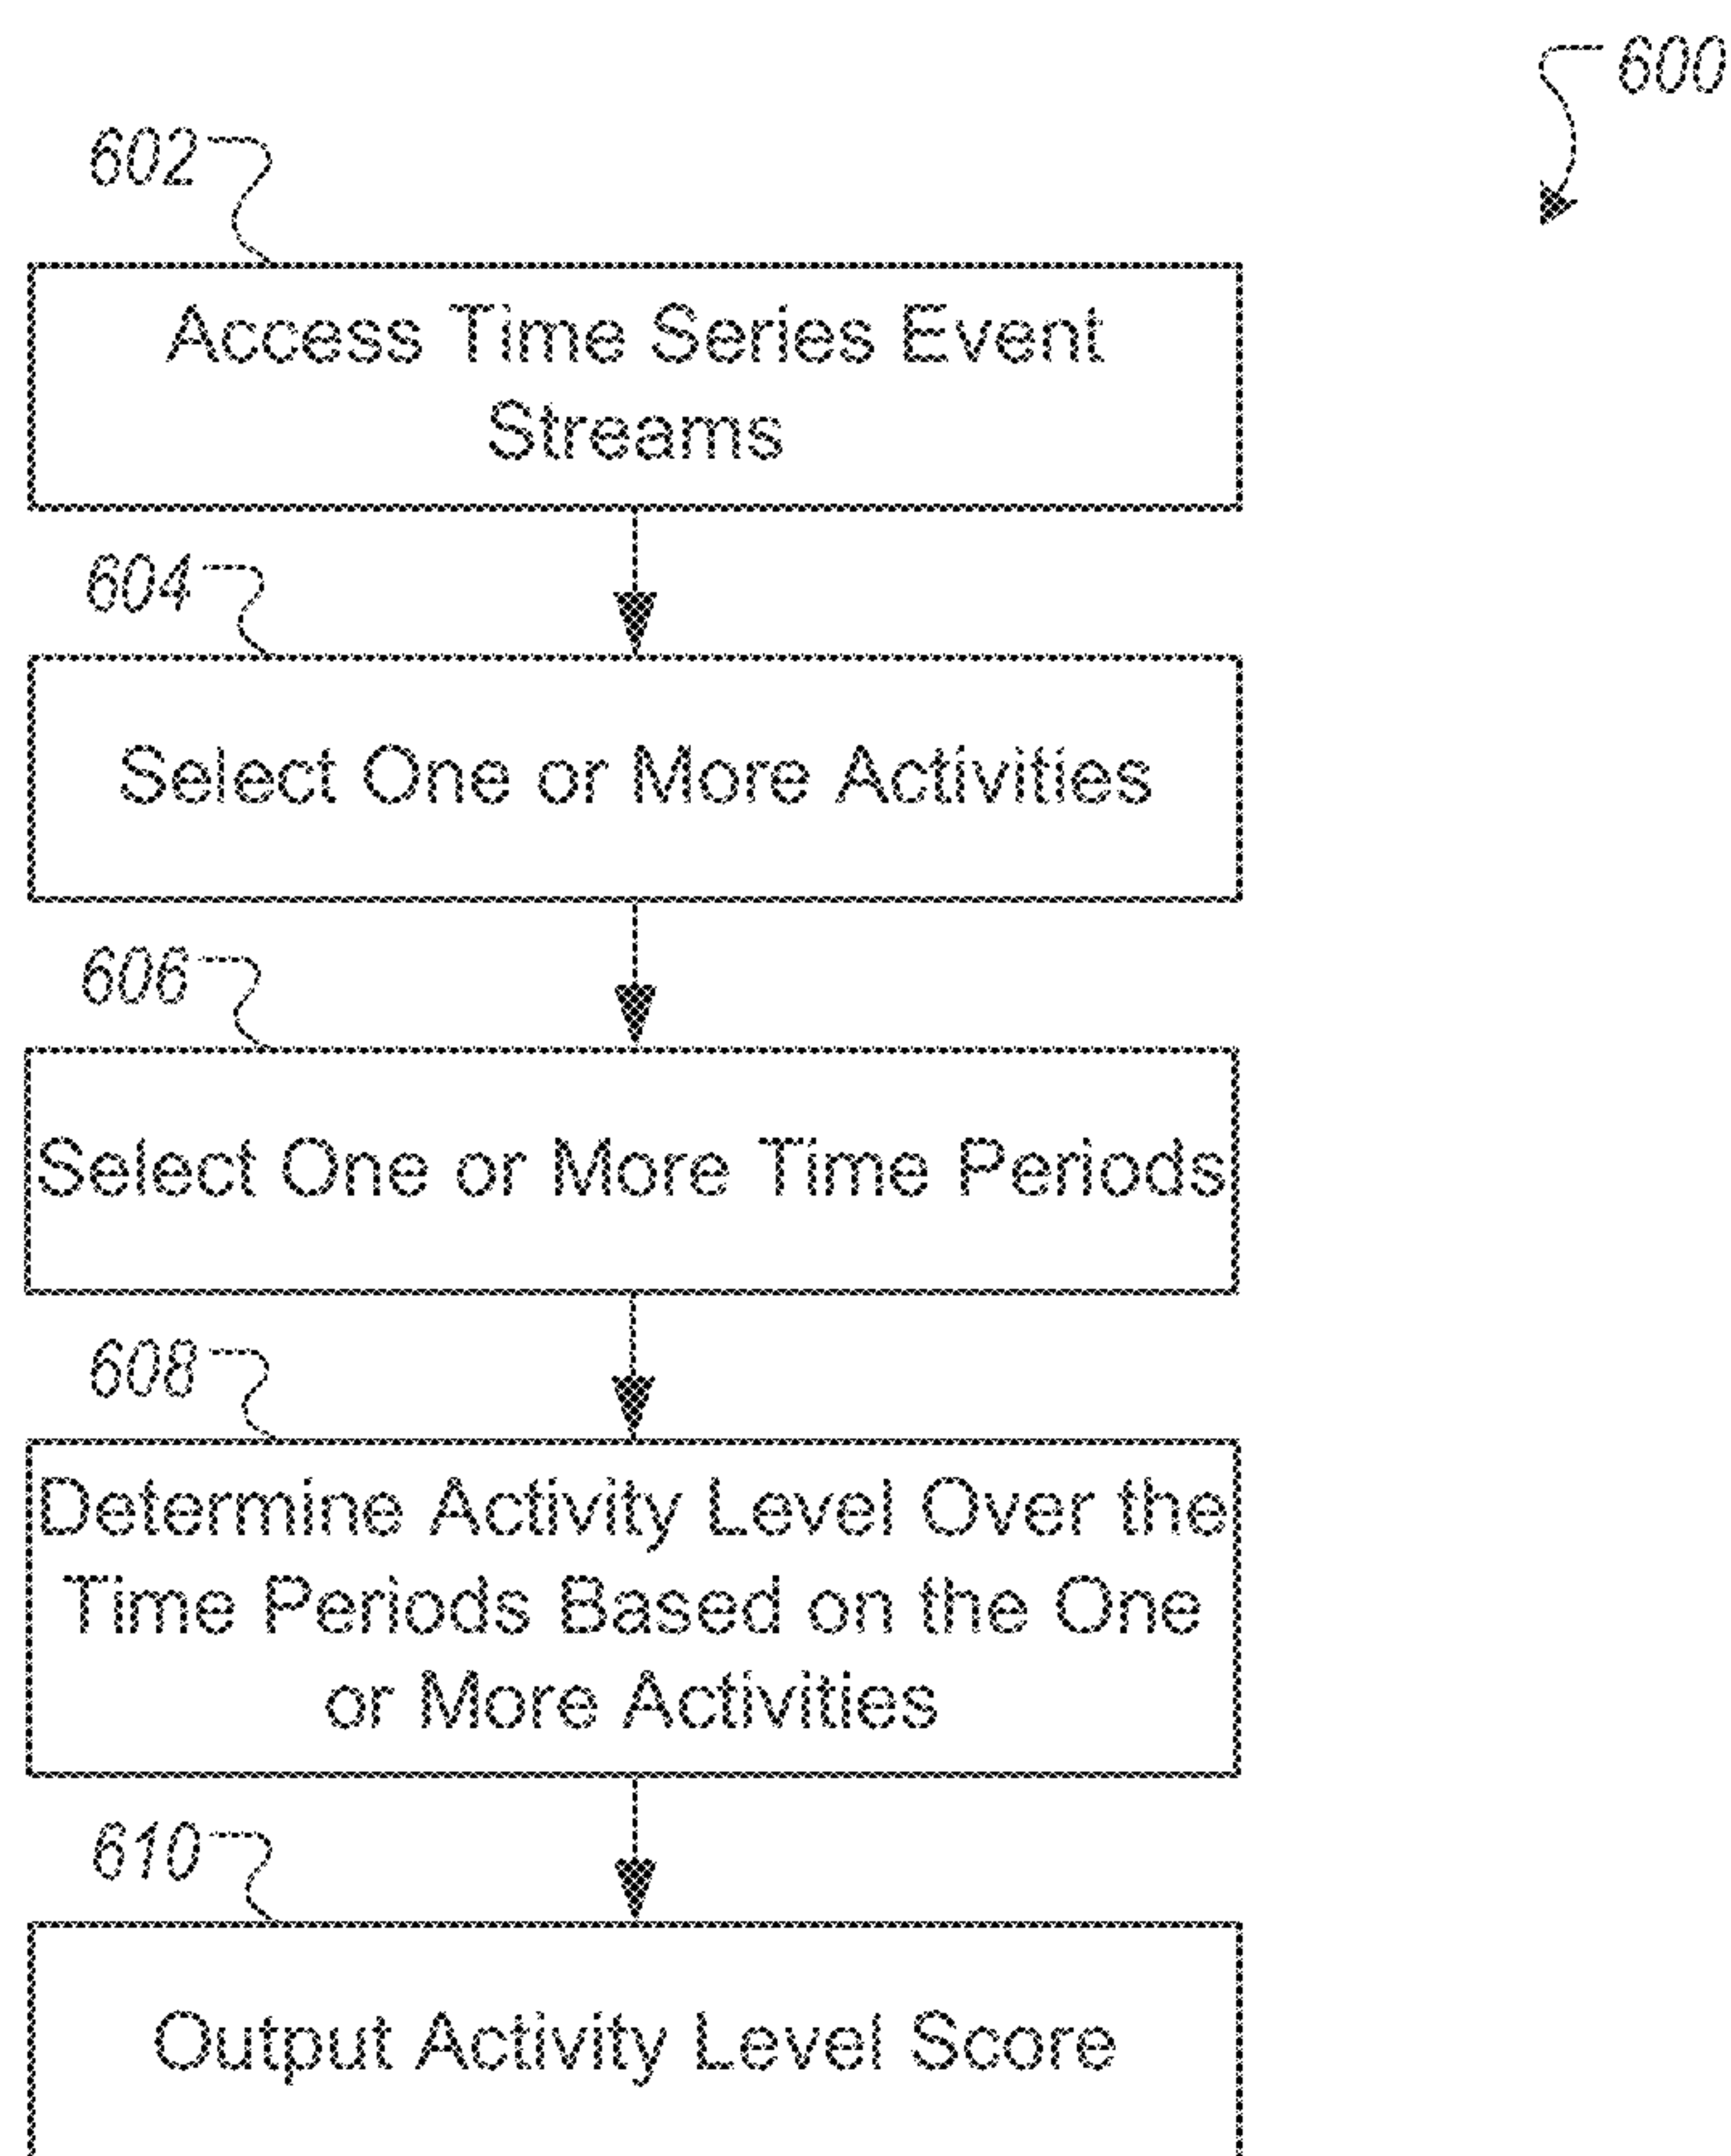 600
602
Access Time Series Event
Streams
604
Select One or More Activities
606
Select One or More Time Periods
608
Determine Activity Level Over the
Time Periods Based on the One
or More Activities
610
Output Activity Level Score